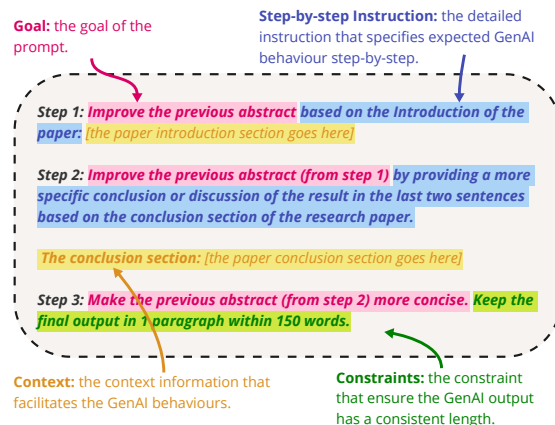 Goal: the goal of the
prompt.
Step-by-step Instruction: the detailed
instruction that specifies expected GenAI
behaviour step-by-step.
Step 1: Improve the previous abstract based on the Introduction of the
paper: [the paper introduction section goes here]
Step 2: Improve the previous abstract (from step 1) by providing a more
specific conclusion or discussion of the result in the last two sentences
based on the conclusion section of the research paper.
The conclusion section: [the paper conclusion section goes here]
Step 3: Make the previous abstract (from step 2) more concise. Keep the
final output in 1 paragraph within 150 words.
Context: the context information that
facilitates the GenAI behaviours.
Constraints: the constraint
that ensure the GenAI output
has a consistent length.